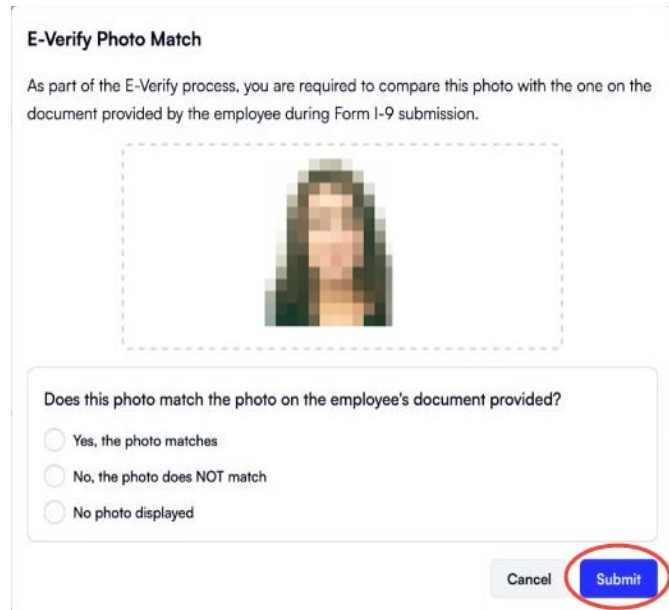 E-Verify Photo Match
As part of the E-Verify process, you are required to compare this photo with the one on the
document provided by the employee during Form I-9 submission.
Does this photo match the photo on the employee's document provided?
Yes, the photo matches
No, the photo does NOT match
No photo displayed
Cancel Submit